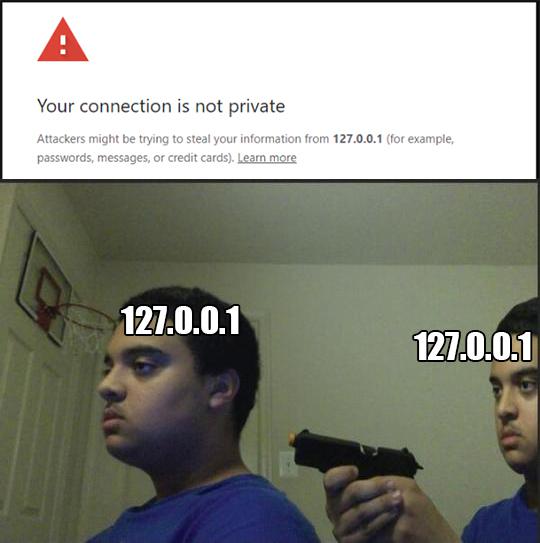 Your connection is not private
Attackers might be trying to steal your information from 127.0.0.1 (for example,
passwords, messages, or credit cards). Learn more
127.0.0.1
127.0.0.1